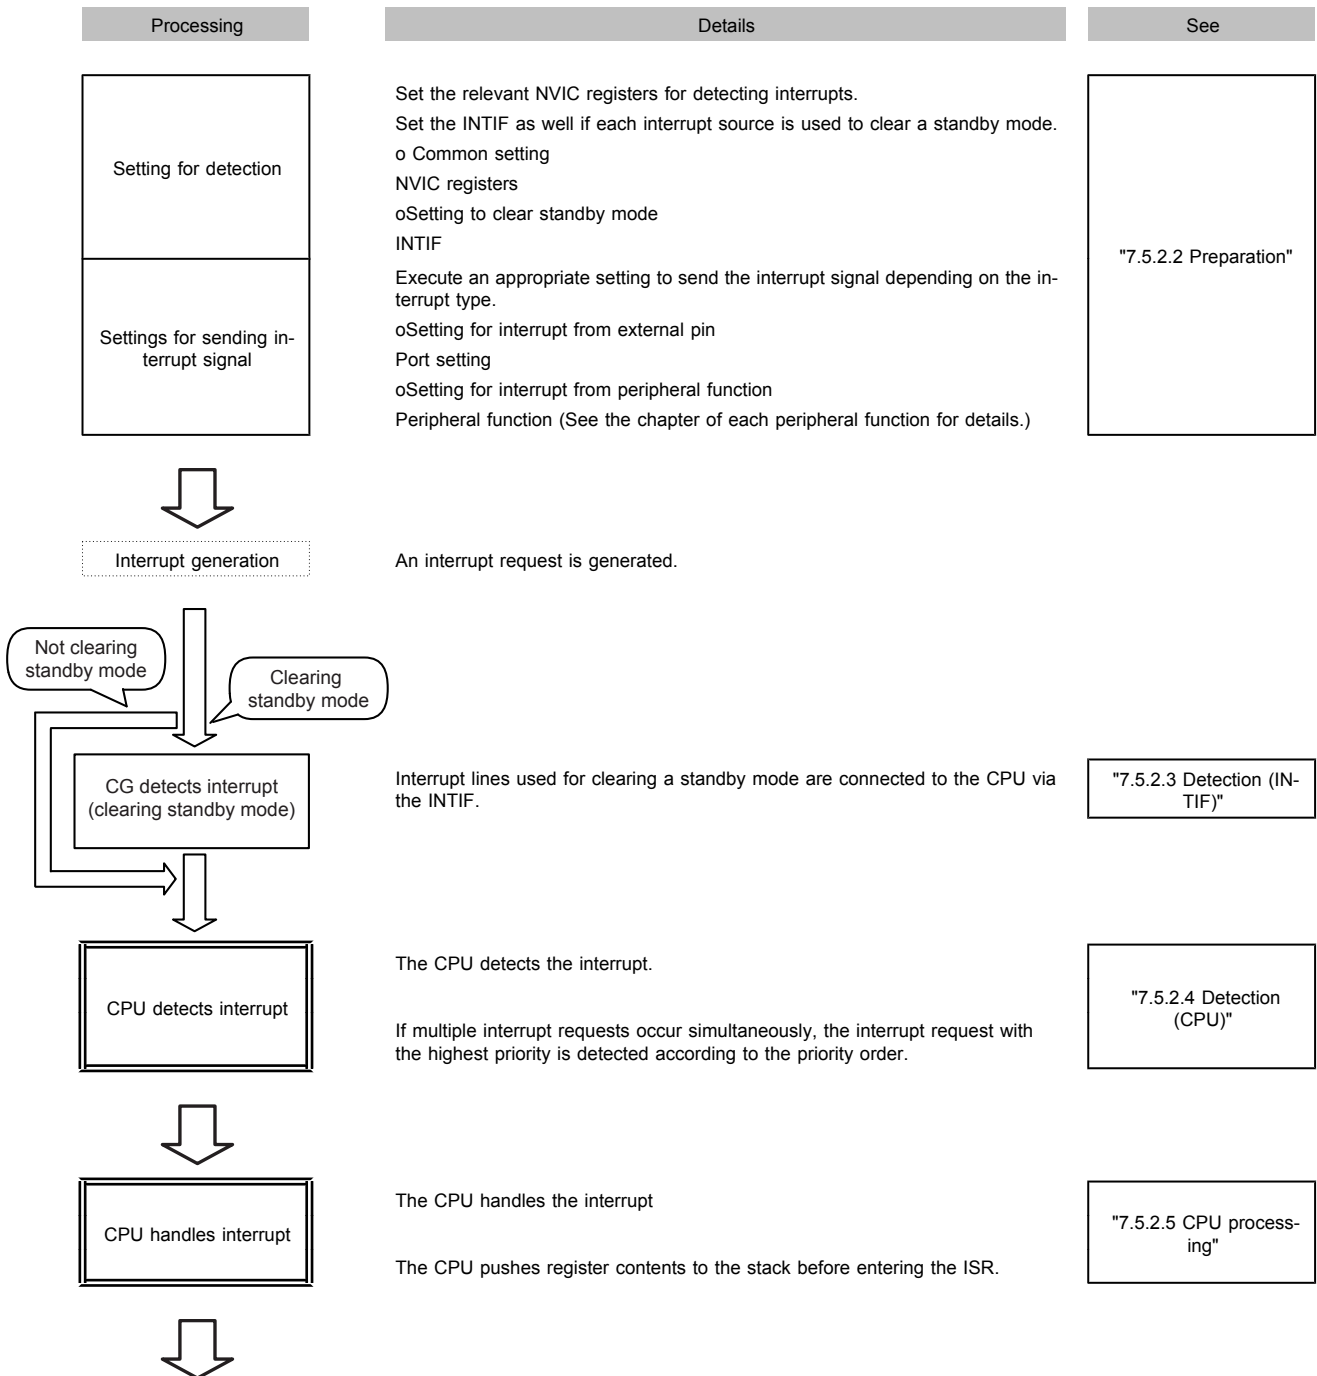 Processing
Details
See
Setting for detection
Set the relevant NVIC registers for detecting interrupts.
Set the INTIF as well if each interrupt source is used to clear a standby mode.
o Common setting
NVIC registers
oSetting to clear standby mode
INTIF
"7.5.2.2 Preparation"
Settings for sending in-
terrupt signal
Execute an appropriate setting to send the interrupt signal depending on the in-
terrupt type.
oSetting for interrupt from external pin
Port setting
oSetting for interrupt from peripheral function
Peripheral function (See the chapter of each peripheral function for details.)
Interrupt generation
An interrupt request is generated.
Not clearing
standby mode
Clearing
standby mode
CG detects interrupt
(clearing standby mode)
Interrupt lines used for clearing a standby mode are connected to the CPU via
the INTIF.
"7.5.2.3 Detection (IN-
TIF)"
CPU detects interrupt
The CPU detects the interrupt.
If multiple interrupt requests occur simultaneously, the interrupt request with
the highest priority is detected according to the priority order.
"7.5.2.4 Detection
(CPU)"
CPU handles interrupt
The CPU handles the interrupt
The CPU pushes register contents to the stack before entering the ISR.
"7.5.2.5 CPU process-
ing"